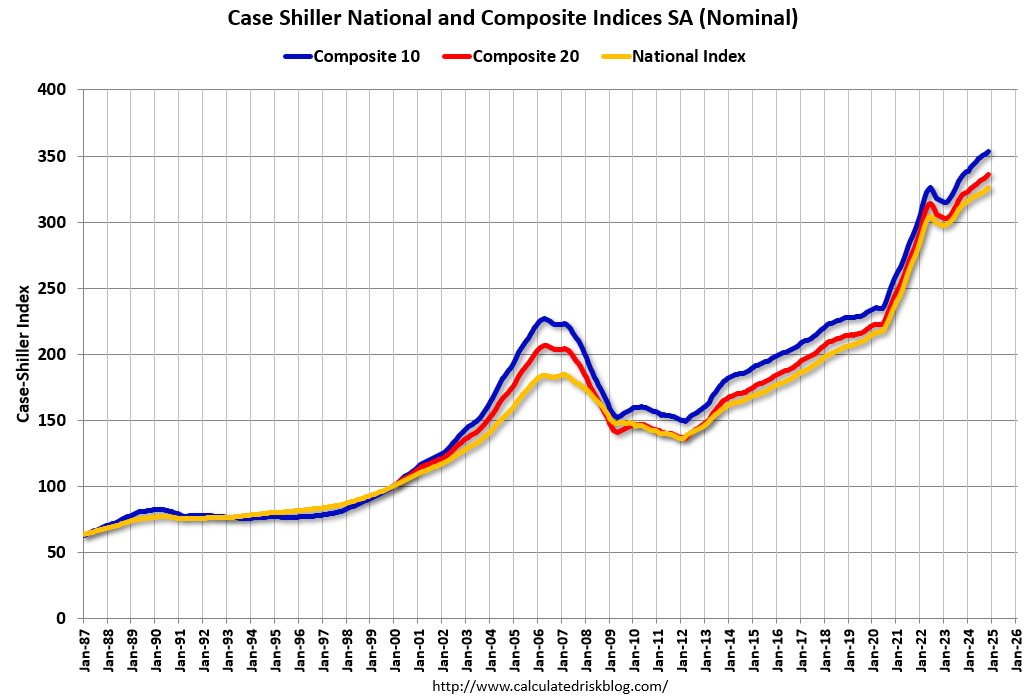 Case Shiller National and Composite Indices SA (Nominal)
Composite 10 Composite 20 National Index
400
350
300
250
200
150
100
50
0
Case-Shiller Index
Jan-87
Jan-88
Jan-89
Jan-90
Jan-91
Jan-92
Jan-93
Jan-94
Jan-95
Jan-96
Jan-97
Jan-98
Jan-99
Jan-00
Jan-01
Jan-02
Jan-03
Jan-04
Jan-05
Jan-06
Jan-07
Jan-08
Jan-09
Jan-10
Jan-11
Jan-12
Jan-13
Jan-14
Jan-15
Jan-16
Jan-17
Jan-18
Jan-19
Jan-20
Jan-21
Jan-22
Jan-23
Jan-24
Jan-25
Jan-26
http://www.calculatedriskblog.com/